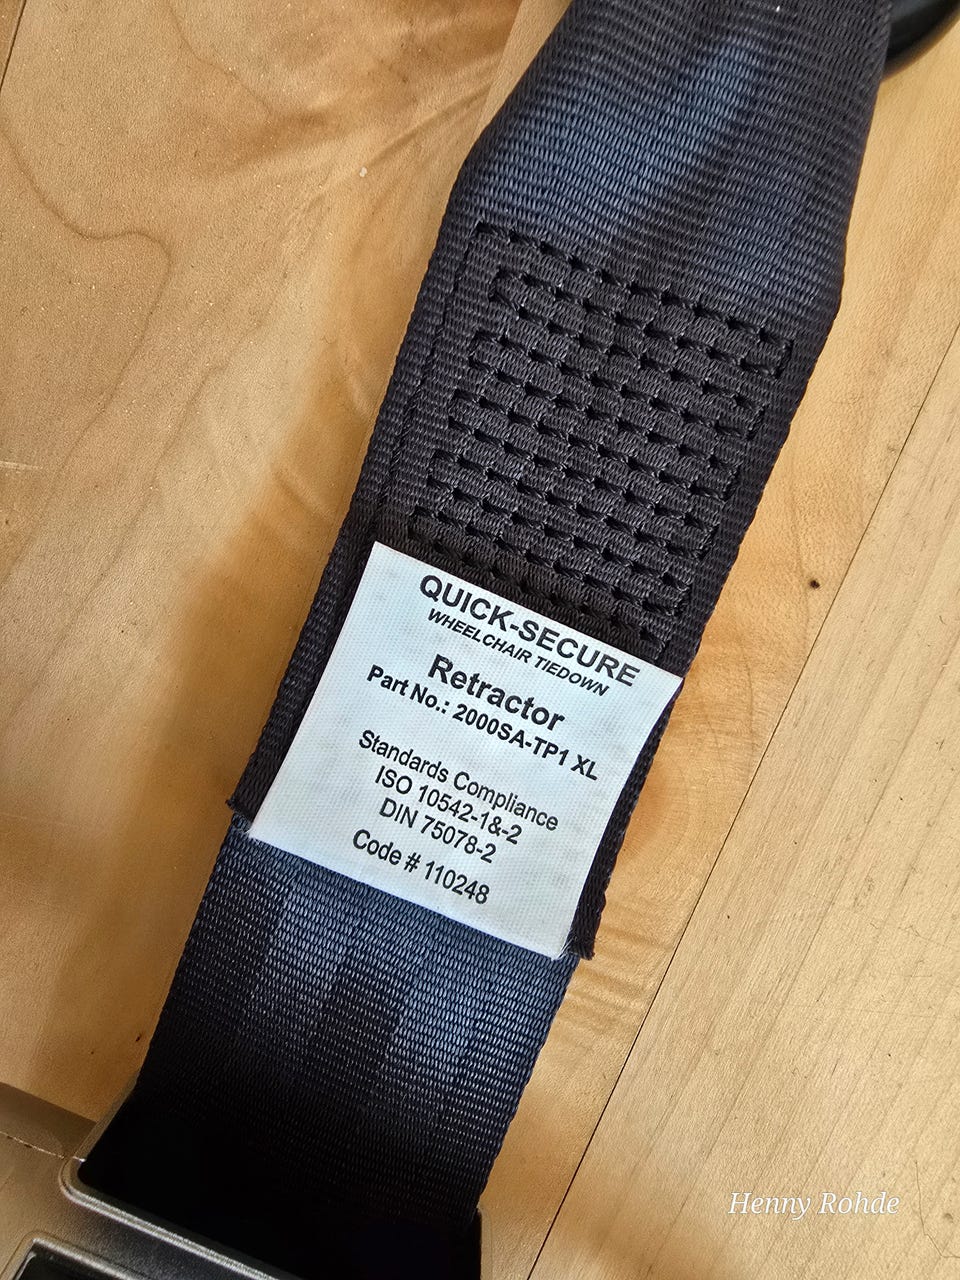 QUICK-SECURE
WHEELCHAIR TIEDOWN
Retractor
Part No.: 2000SA-TP1 XL
Standards Compliance
ISO 10542-1&-2
DIN 75078-2
Code # 110248
Henny Rohde